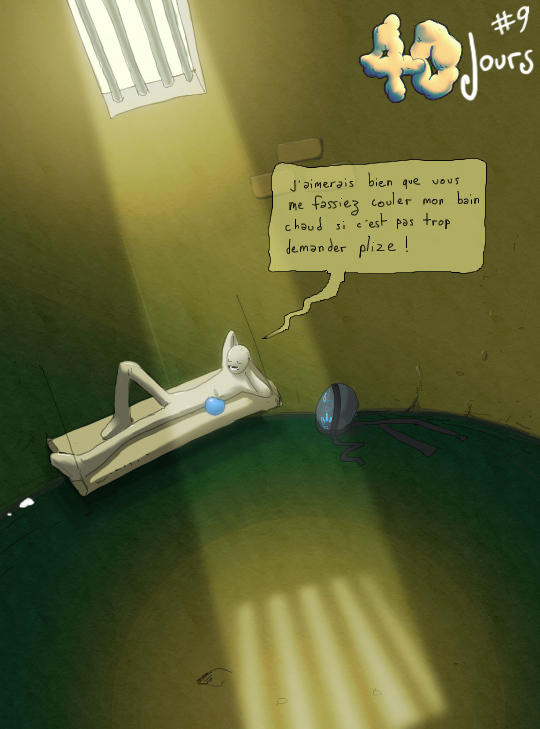 40 Jours #9
J'aimerais bien que vous
me fassiez couler mon bain
chaud si c'est pas trop
demander plize !